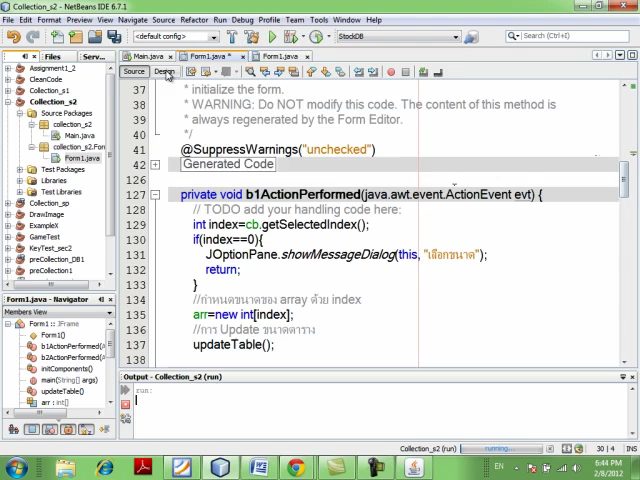 Collection_s2 - NetBeans IDE 6.7.1
File Edit View Navigate Source Refactor Run Debug Profile Team Tools Window Help
<default config> StockDB Search (Ctrl+I)
Files Serv...
Main.java Form1.java * Form1.java
Source Design
Assignment1_2
CleanCode
Collection_s1
Collection_s2
Source Packages
collection_s2
Main.java
collection_s2.For
Form1.java
Test Packages
Libraries
Test Libraries
Collection_sp
DrawImage
ExampleX
GameTest
KeyTest_sec2
preCollection_DB1
preCollection1
37 * initialize the form.
38 * WARNING: Do NOT modify this code. The content of this method is
39 * always regenerated by the Form Editor.
40 */
41 @SuppressWarnings("unchecked")
42 Generated Code
127 private void b1ActionPerformed(java.awt.event.ActionEvent evt) {
128 // TODO add your handling code here:
129 int index=cb.getSelectedIndex();
130 if(index==0){
131 JOptionPane.showMessageDialog(this, "เลือกขนาด");
132 return;
133 }
134 //กำหนดขนาดของ array ด้วย index
135 arr=new int[index];
136 //การ Update ขนาดตาราง
137 updateTable();
138
Form1.java - Navigator
Members View
Form1 :: JFrame
Form1()
b1ActionPerformed(A
b2ActionPerformed(A
initComponents()
main(String[] args)
updateTable()
arr : int[]
Output - Collection_s2 (run)
run:
Collection_s2 (run) running... 30 | 4 INS
EN 6:44 PM
2/8/2012